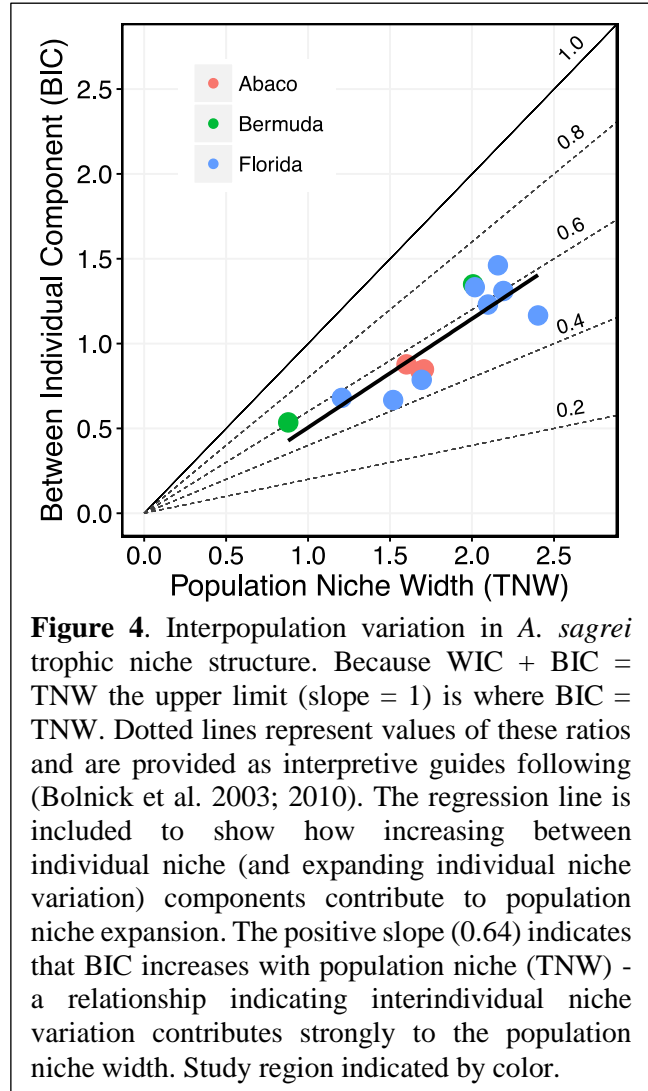 Between Individual Component (BIC)
2.5
2.0
1.5
1.0
0.5
0.0
Abaco
Bermuda
Florida
1.0
0.8
0.6
0.4
0.2
0.0 0.5 1.0 1.5 2.0 2.5
Population Niche Width (TNW)
Figure 4. Interpopulation variation in A. sagrei
trophic niche structure. Because WIC + BIC =
TNW the upper limit (slope = 1) is where BIC =
TNW. Dotted lines represent values of these ratios
and are provided as interpretive guides following
(Bolnick et al. 2003; 2010). The regression line is
included to show how increasing between
individual niche (and expanding individual niche
variation) components contribute to population
niche expansion. The positive slope (0.64) indicates
that BIC increases with population niche (TNW) -
a relationship indicating interindividual niche
variation contributes strongly to the population
niche width. Study region indicated by color.